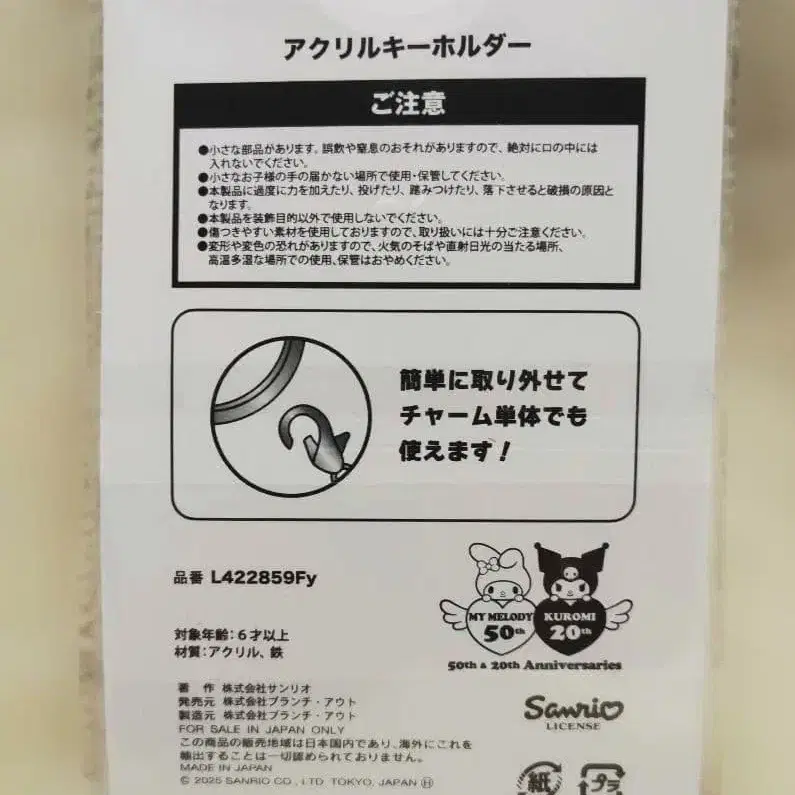 アクリルキーホルダー
ご注意
●小さな部品があります。誤飲や窒息のおそれがありますので、絶対に口の中には
入れないでください。
●小さなお子様の手の届かない場所で使用・保管してください。
●本製品に過度に力を加えたり、投げたり、踏みつけたり、落下させると破損の原因と
なります。
●本製品を装飾目的以外で使用しないでください。
●傷つきやすい素材を使用しておりますので、取り扱いには十分ご注意ください。
●変形や変色の恐れがありますので、火気のそばや直射日光の当たる場所、
高温多湿な場所での使用、保管はおやめください。
簡単に取り外せて
チャーム単体でも
使えます！
品番 L422859Fy
MY MELODY KUROMI
50th 20th
50th & 20th Anniversaries
対象年齢：6才以上
材質：アクリル、鉄
著 作 株式会社サンリオ
発売元 株式会社ブランチ・アウト
製造元 株式会社ブランチ・アウト
FOR SALE IN JAPAN ONLY
この商品の販売地域は日本国内であり、海外にこれを
輸出することは一切認められておりません。
MADE IN JAPAN
© 2025 SANRIO CO., LTD. TOKYO, JAPAN Ⓗ
Sanrio
LICENSE
紙
プラ